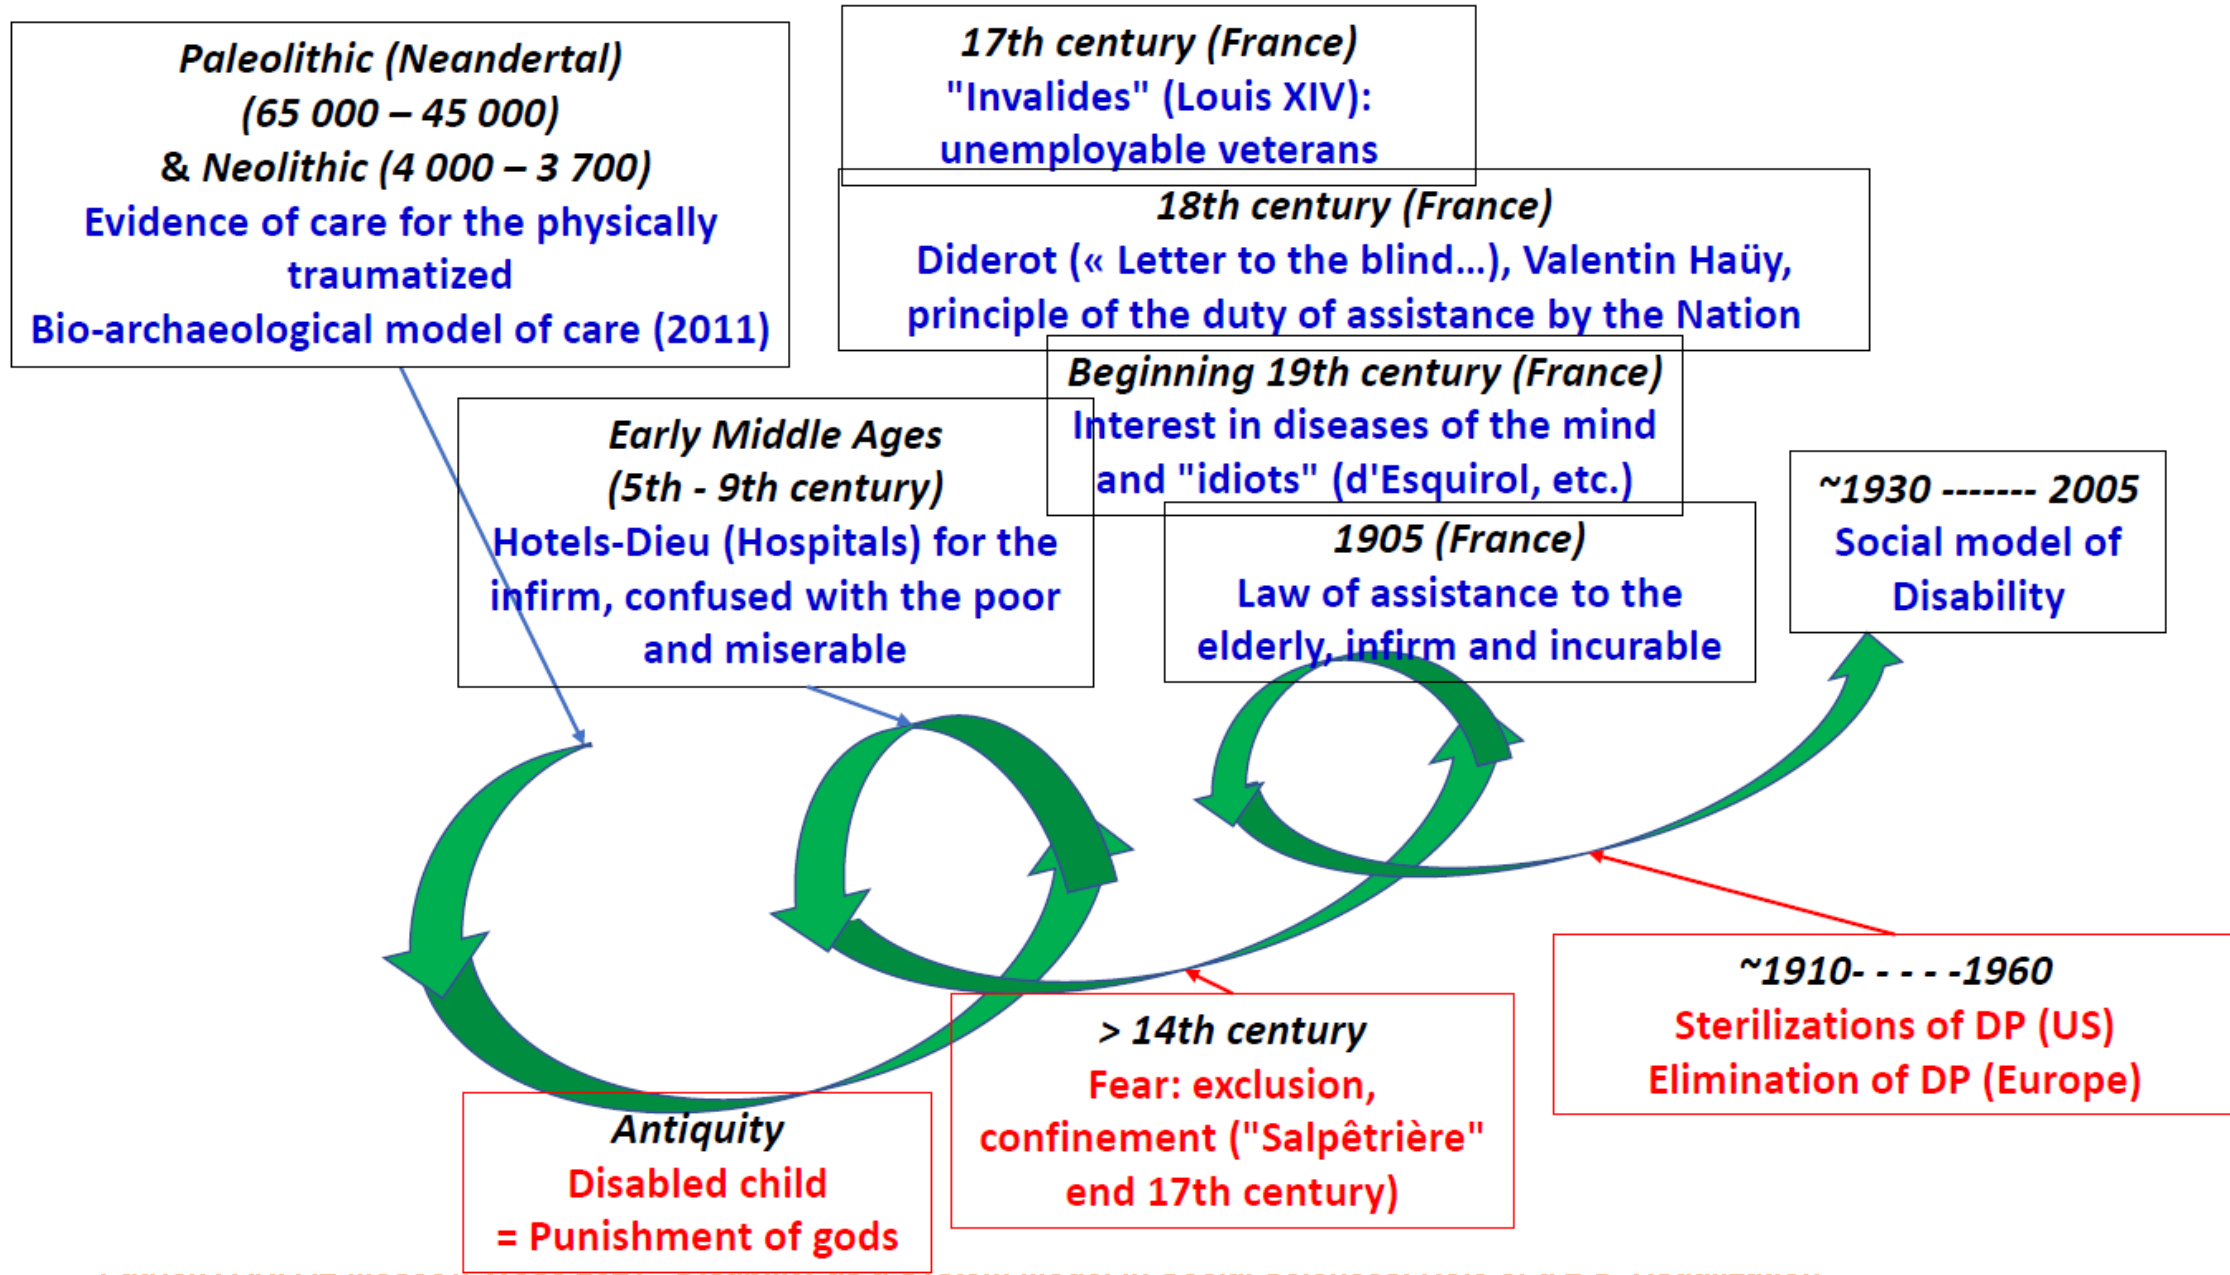 Paleolithic (Neandertal)
(65 000 – 45 000)
& Neolithic (4 000 – 3 700)
Evidence of care for the physically
traumatized
Bio-archaeological model of care (2011)
17th century (France)
"Invalides" (Louis XIV):
unemployable veterans
18th century (France)
Diderot (« Letter to the blind...), Valentin Haüy,
principle of the duty of assistance by the Nation
Beginning 19th century (France)
Interest in diseases of the mind
and "idiots" (d'Esquirol, etc.)
Early Middle Ages
(5th - 9th century)
Hotels-Dieu (Hospitals) for the
infirm, confused with the poor
and miserable
1905 (France)
Law of assistance to the
elderly, infirm and incurable
~1930 ------- 2005
Social model of
Disability
Antiquity
Disabled child
= Punishment of gods
> 14th century
Fear: exclusion,
confinement ("Salpêtrière"
end 17th century)
~1910- - - - -1960
Sterilizations of DP (US)
Elimination of DP (Europe)